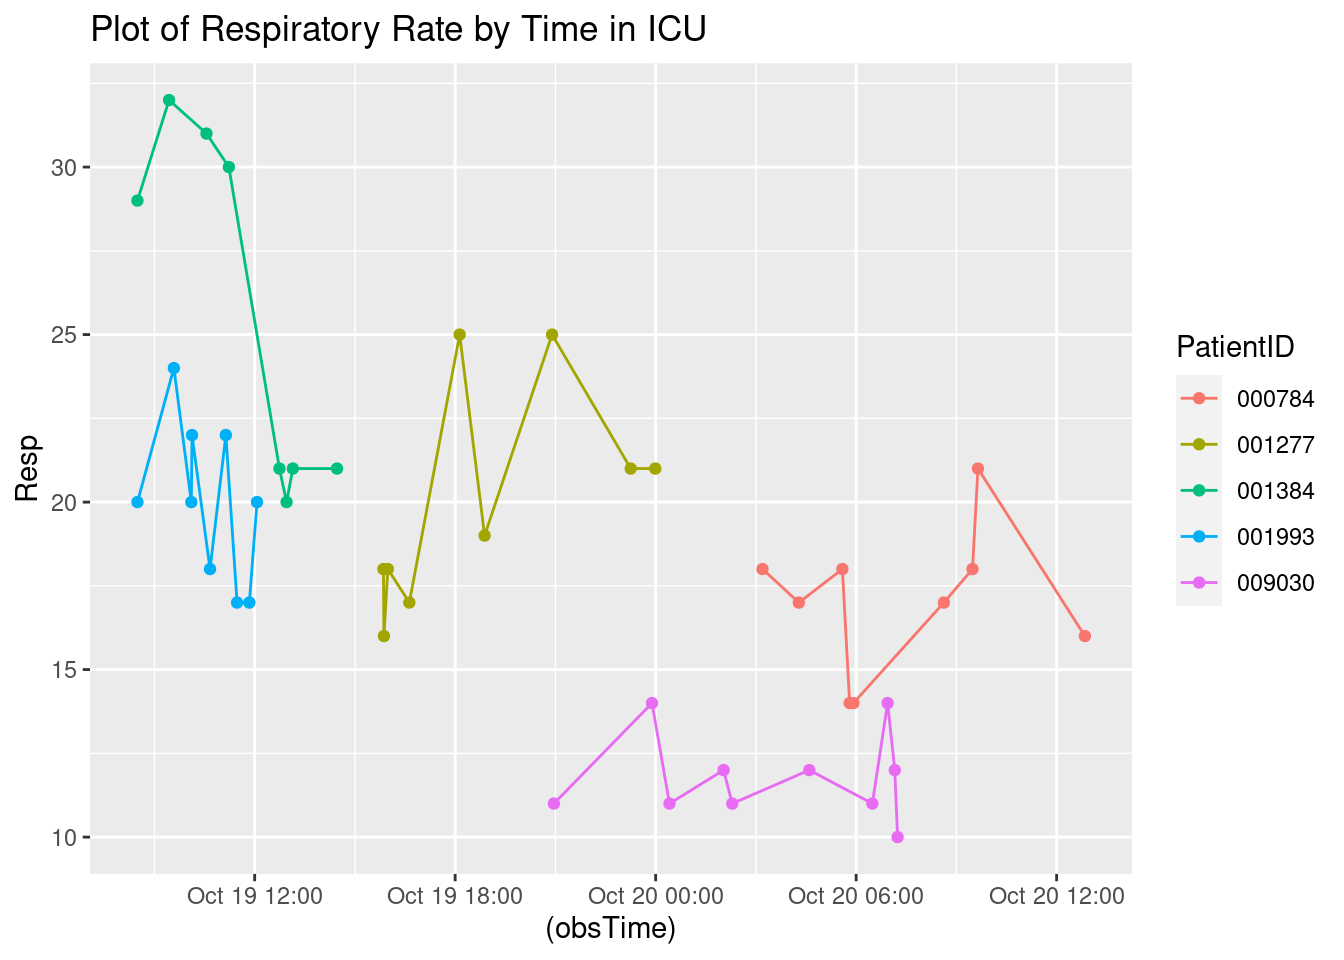 Plot of Respiratory Rate by Time in ICU
30
25
20
15
10
Resp
Oct 19 12:00
Oct 19 18:00
Oct 20 00:00
Oct 20 06:00
Oct 20 12:00
(obsTime)
PatientID
000784
001277
001384
001993
009030